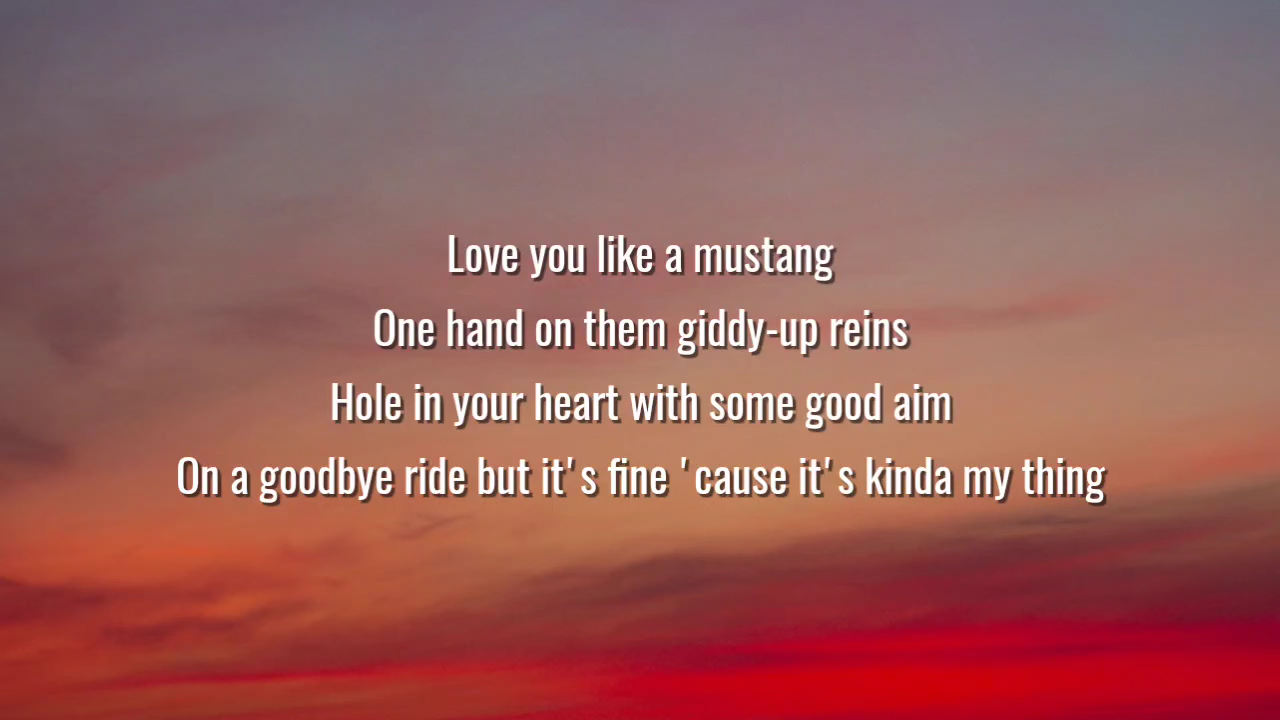 Love you like a mustang
One hand on them giddy-up reins
Hole in your heart with some good aim
On a goodbye ride but it's fine 'cause it's kinda my thing